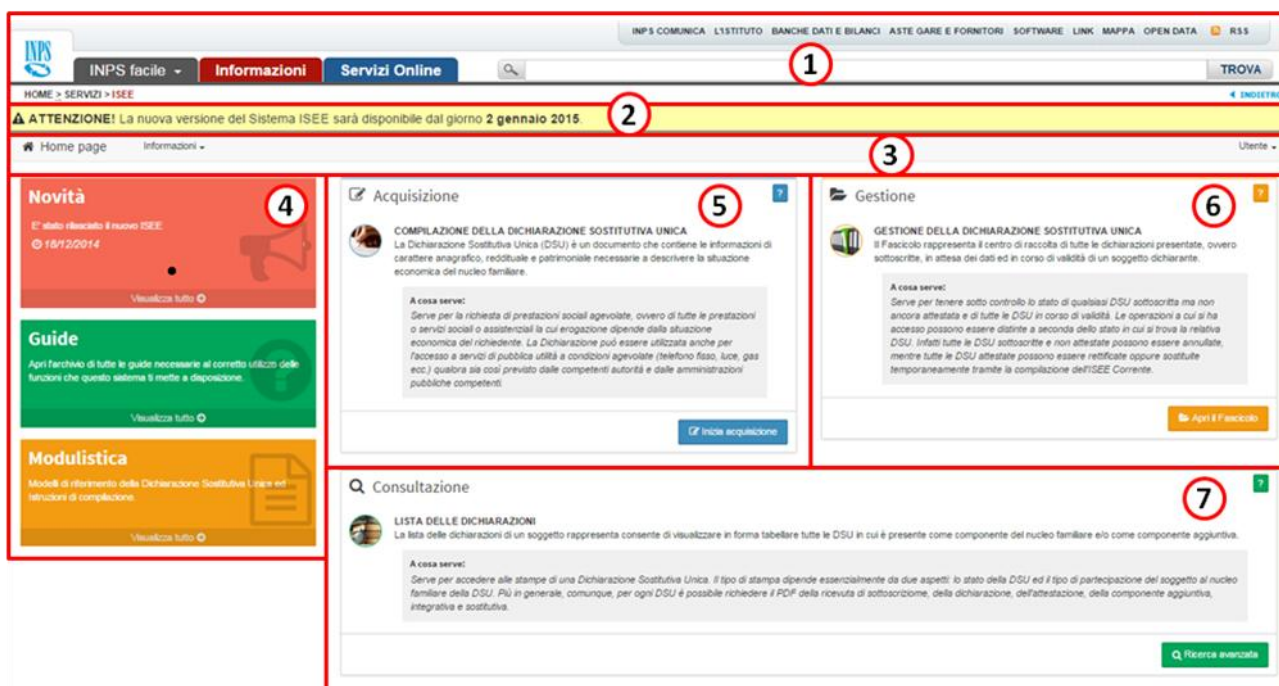 INPS COMUNICA L'ISTITUTO BANCHE DATI E BILANCI ASTE GARE E FORNITORI SOFTWARE LINK MAPPA OPEN DATA RSS
INPS
INPS facile Informazioni Servizi Online TROVA
1
HOME > SERVIZI > ISEE INDIETRO
ATTENZIONE! La nuova versione del Sistema ISEE sarà disponibile dal giorno 2 gennaio 2015.
2
Home page Informazioni Utente
3
Novità
4
E' stato rilasciato il nuovo ISEE
16/12/2014
Visualizza tutto
Guide
Apri l'archivio di tutte le guide necessarie al corretto utilizzo delle
funzioni che questo sistema ti mette a disposizione.
Visualizza tutto
Modulistica
Modelli di riferimento della Dichiarazione Sostitutiva Unica ed
Istruzioni di compilazione.
Visualizza tutto
Acquisizione ?
5
COMPILAZIONE DELLA DICHIARAZIONE SOSTITUTIVA UNICA
La Dichiarazione Sostitutiva Unica (DSU) è un documento che contiene le informazioni di
carattere anagrafico, reddituale e patrimoniale necessarie a descrivere la situazione
economica del nucleo familiare.
A cosa serve:
Serve per la richiesta di prestazioni sociali agevolate, ovvero di tutte le prestazioni
o servizi sociali o assistenziali la cui erogazione dipende dalla situazione
economica del richiedente. La Dichiarazione può essere utilizzata anche per
l'accesso a servizi di pubblica utilità a condizioni agevolate (telefono fisso, luce, gas
ecc.) qualora sia così previsto dalle competenti autorità e dalle amministrazioni
pubbliche competenti.
Inizia acquisizione
Gestione ?
6
GESTIONE DELLA DICHIARAZIONE SOSTITUTIVA UNICA
Il Fascicolo rappresenta il centro di raccolta di tutte le dichiarazioni presentate, ovvero
sottoscritte, in attesa dei dati ed in corso di validità di un soggetto dichiarante.
A cosa serve:
Serve per tenere sotto controllo lo stato di qualsiasi DSU sottoscritta ma non
ancora attestata e di tutte le DSU in corso di validità. Le operazioni a cui si ha
accesso possono essere distinte a seconda dello stato in cui si trova la relativa
DSU. Infatti tutte le DSU sottoscritte e non attestate possono essere annullate,
mentre tutte le DSU attestate possono essere rettificate oppure sostituite
temporaneamente tramite la compilazione dell'ISEE Corrente.
Apri il Fascicolo
Consultazione ?
7
LISTA DELLE DICHIARAZIONI
La lista delle dichiarazioni di un soggetto rappresenta consente di visualizzare in forma tabellare tutte le DSU in cui è presente come componente del nucleo familiare e/o come componente aggiuntiva.
A cosa serve:
Serve per accedere alle stampe di una Dichiarazione Sostitutiva Unica. Il tipo di stampa dipende essenzialmente da due aspetti: lo stato della DSU ed il tipo di partecipazione del soggetto al nucleo
familiare della DSU. Più in generale, comunque, per ogni DSU è possibile richiedere il PDF della ricevuta di sottoscriziome, della dichiarazione, dell'attestazione, della componente aggiuntiva,
integrativa e sostitutiva.
Ricerca avanzata